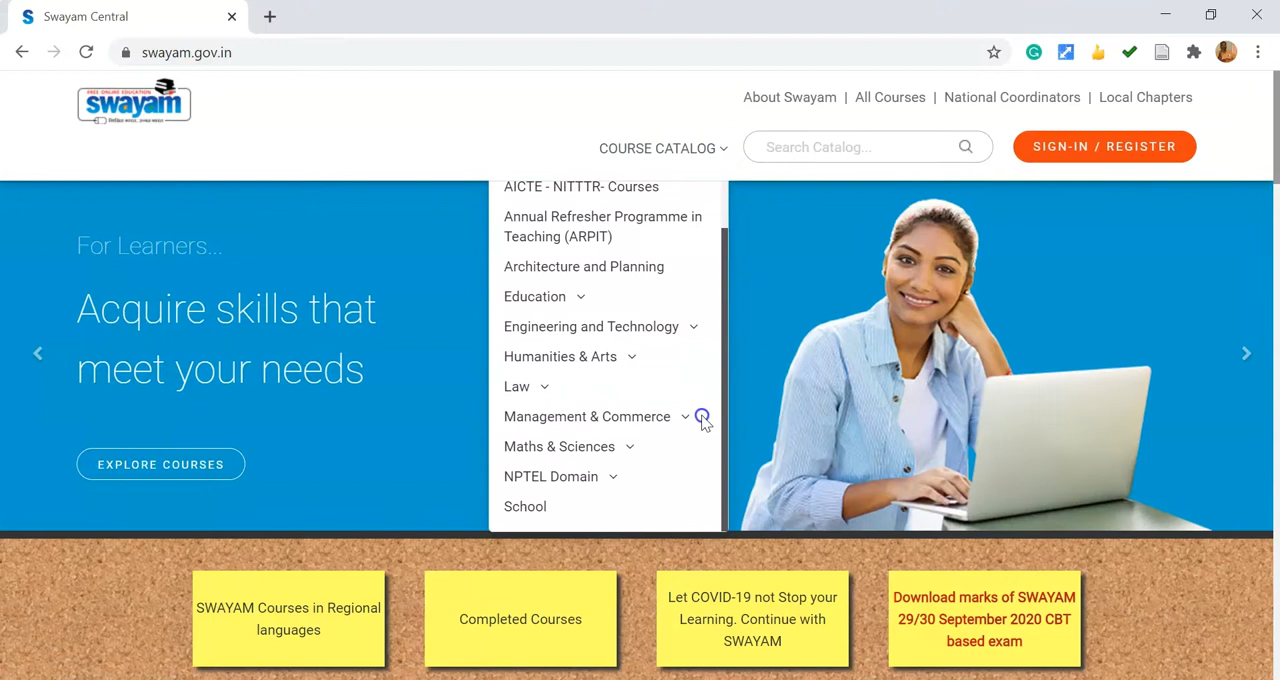 Swayam Central
swayam.gov.in
FREE ONLINE EDUCATION
swayam
About Swayam | All Courses | National Coordinators | Local Chapters
COURSE CATALOG
Search Catalog...
SIGN-IN / REGISTER
For Learners...
Acquire skills that
meet your needs
EXPLORE COURSES
AICTE - NITTTR- Courses
Annual Refresher Programme in
Teaching (ARPIT)
Architecture and Planning
Education
Engineering and Technology
Humanities & Arts
Law
Management & Commerce
Maths & Sciences
NPTEL Domain
School
SWAYAM Courses in Regional
languages
Completed Courses
Let COVID-19 not Stop your
Learning. Continue with
SWAYAM
Download marks of SWAYAM
29/30 September 2020 CBT
based exam